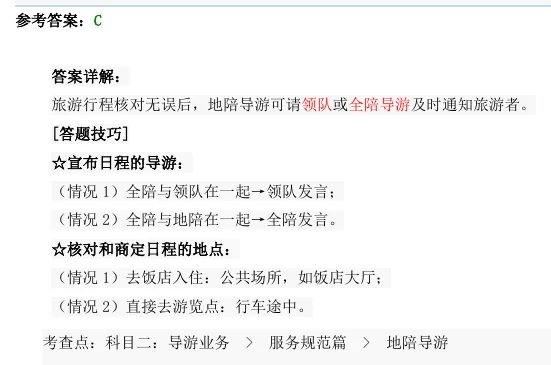 参考答案：C
答案详解：
旅游行程核对无误后，地陪导游可请领队或全陪导游及时通知旅游者。
[答题技巧]
☆宣布日程的导游：
（情况 1）全陪与领队在一起→领队发言；
（情况 2）全陪与地陪在一起→全陪发言。
☆核对和商定日程的地点：
（情况 1）去饭店入住：公共场所，如饭店大厅；
（情况 2）直接去游览点：行车途中。
考查点：科目二：导游业务 > 服务规范篇 > 地陪导游